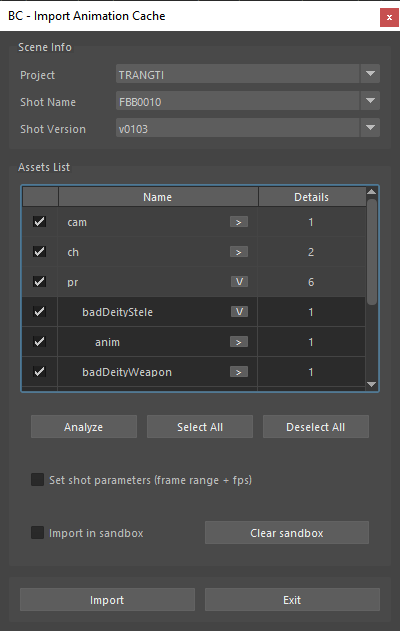 BC - Import Animation Cache x
Scene Info
Project TRANGTI
Shot Name FBB0010
Shot Version v0103
Assets List
Name Details
cam > 1
ch > 2
pr V 6
badDeityStele V 1
anim > 1
badDeityWeapon > 1
Analyze Select All Deselect All
Set shot parameters (frame range + fps)
Import in sandbox Clear sandbox
Import Exit